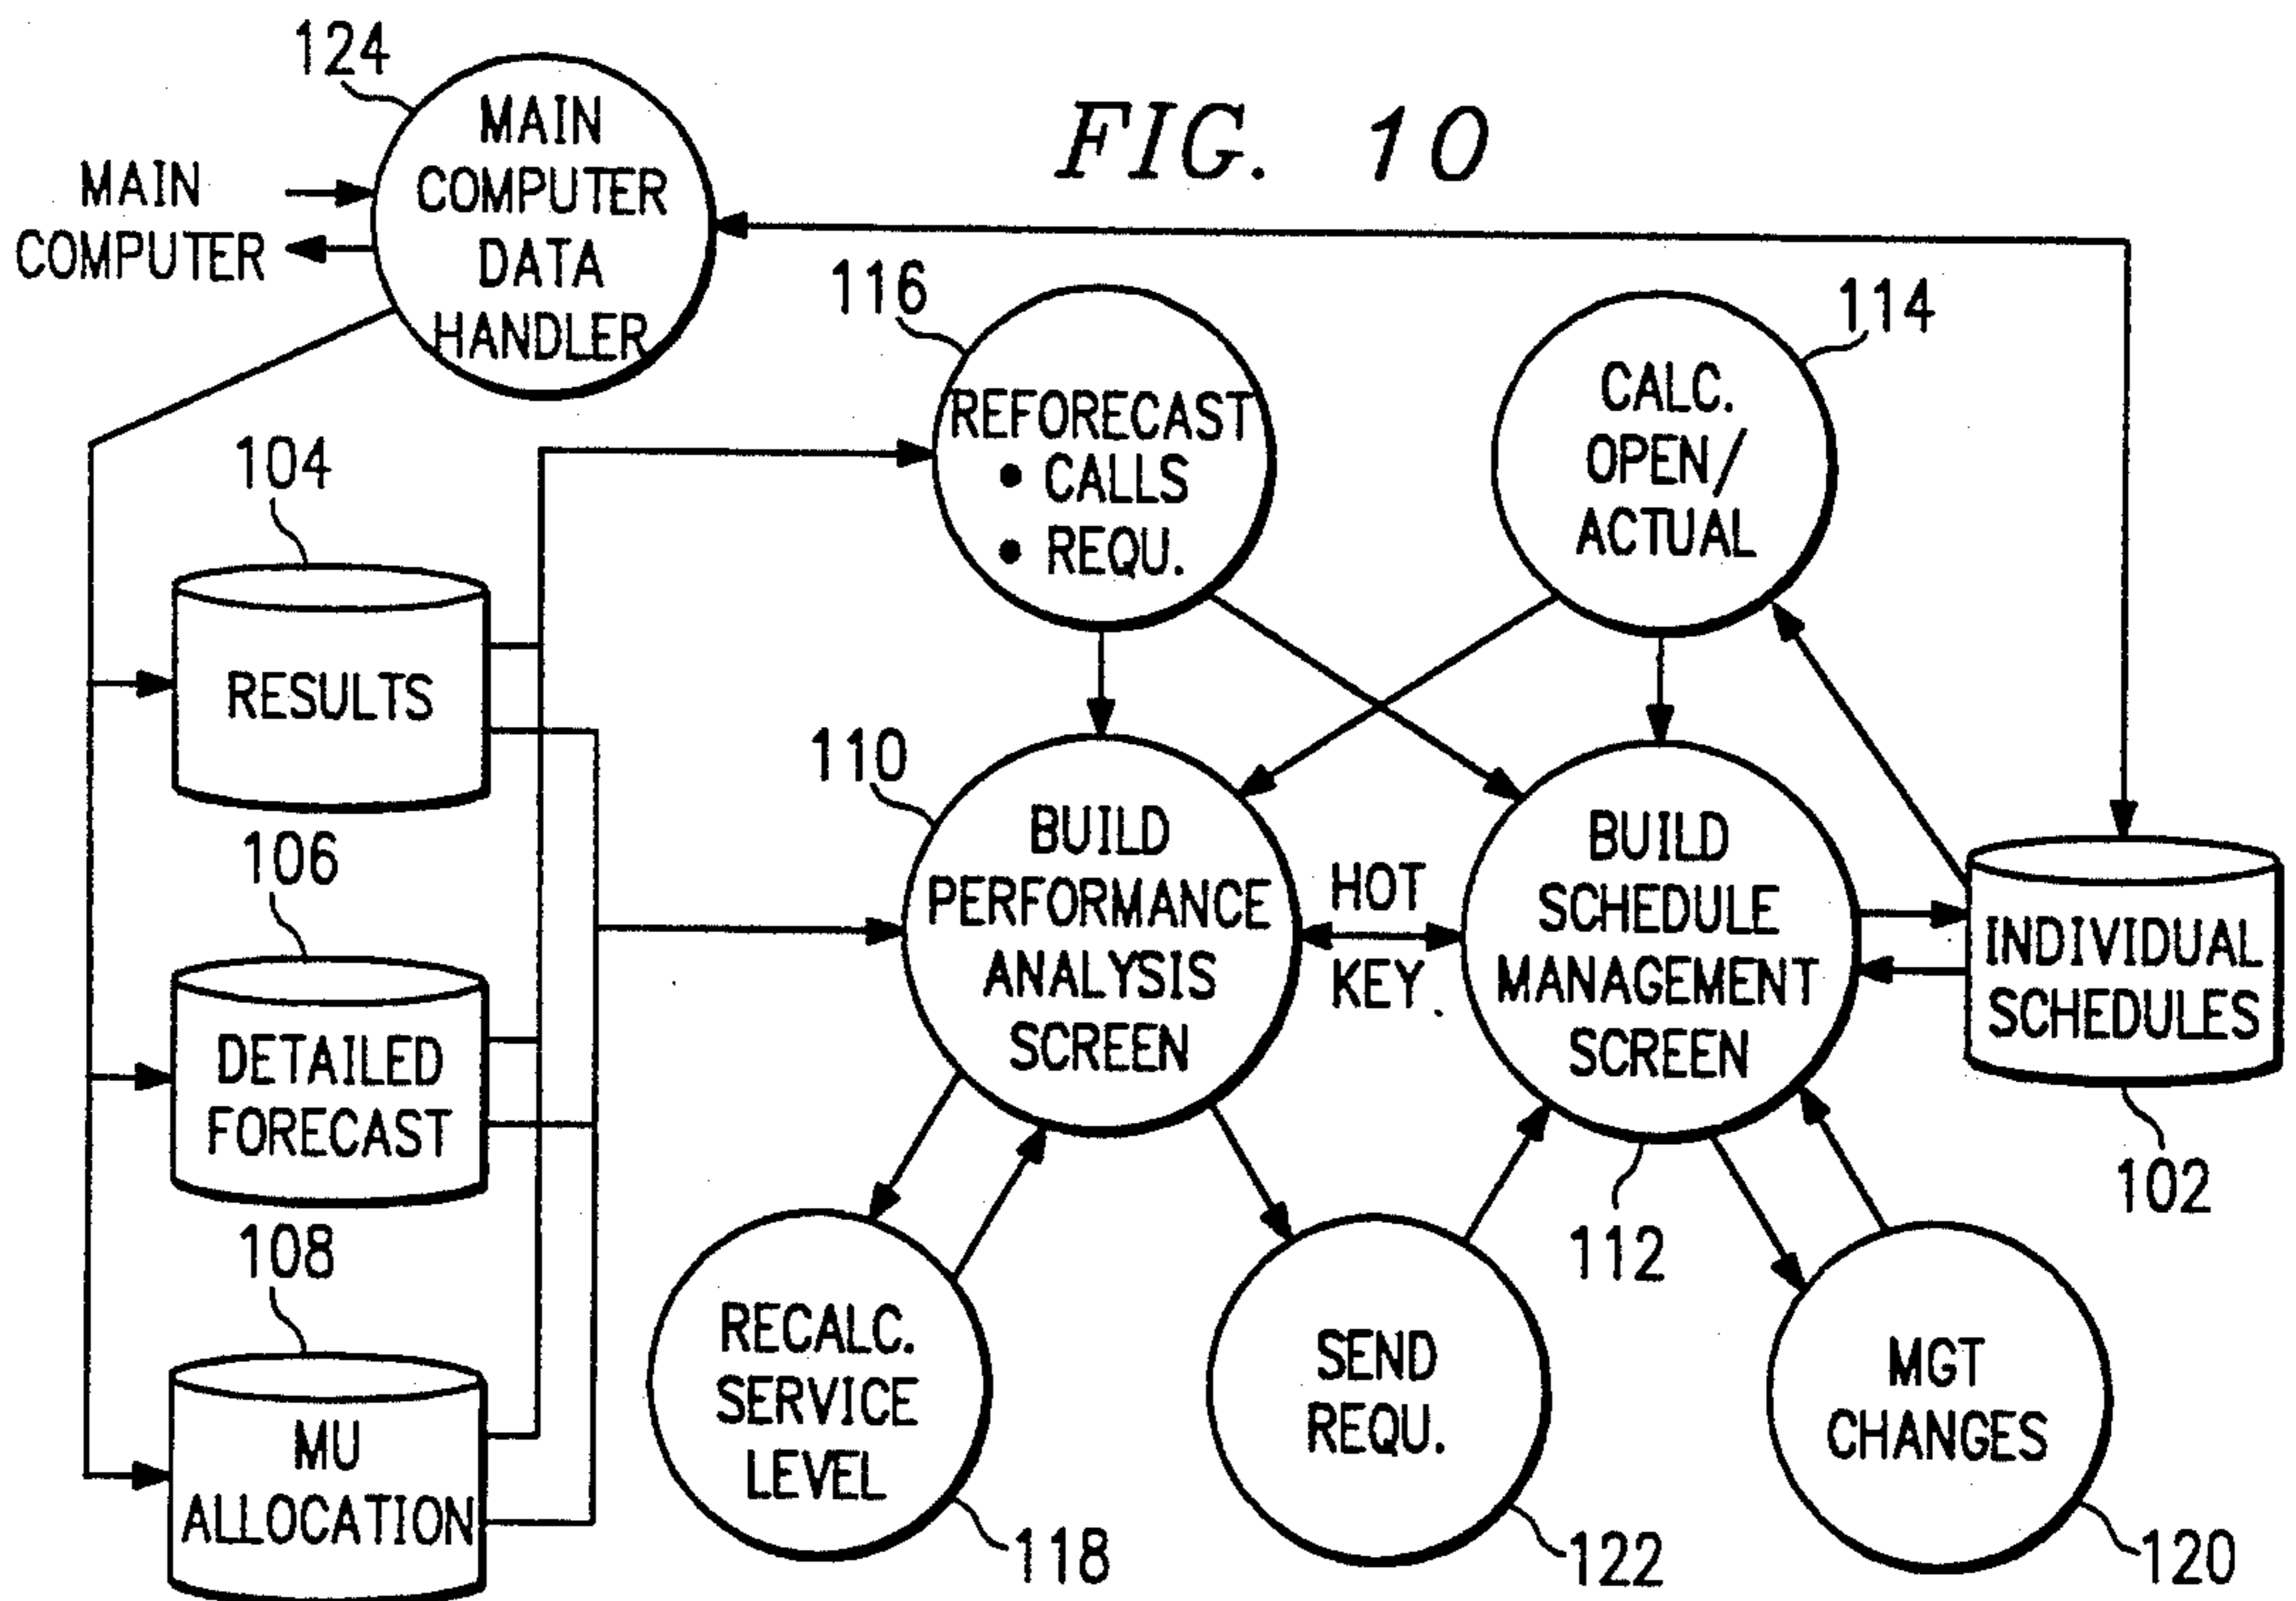 124
FIG. 10
MAIN
COMPUTER
MAIN
COMPUTER
DATA
HANDLER
116
REFORECAST
• CALLS
• REQU.
114
CALC.
OPEN/
ACTUAL
104
RESULTS
106
DETAILED
FORECAST
108
MU
ALLOCATION
110
BUILD
PERFORMANCE
ANALYSIS
SCREEN
HOT
KEY
BUILD
SCHEDULE
MANAGEMENT
SCREEN
112
INDIVIDUAL
SCHEDULES
102
RECALC.
SERVICE
LEVEL
118
SEND
REQU.
122
MGT
CHANGES
120